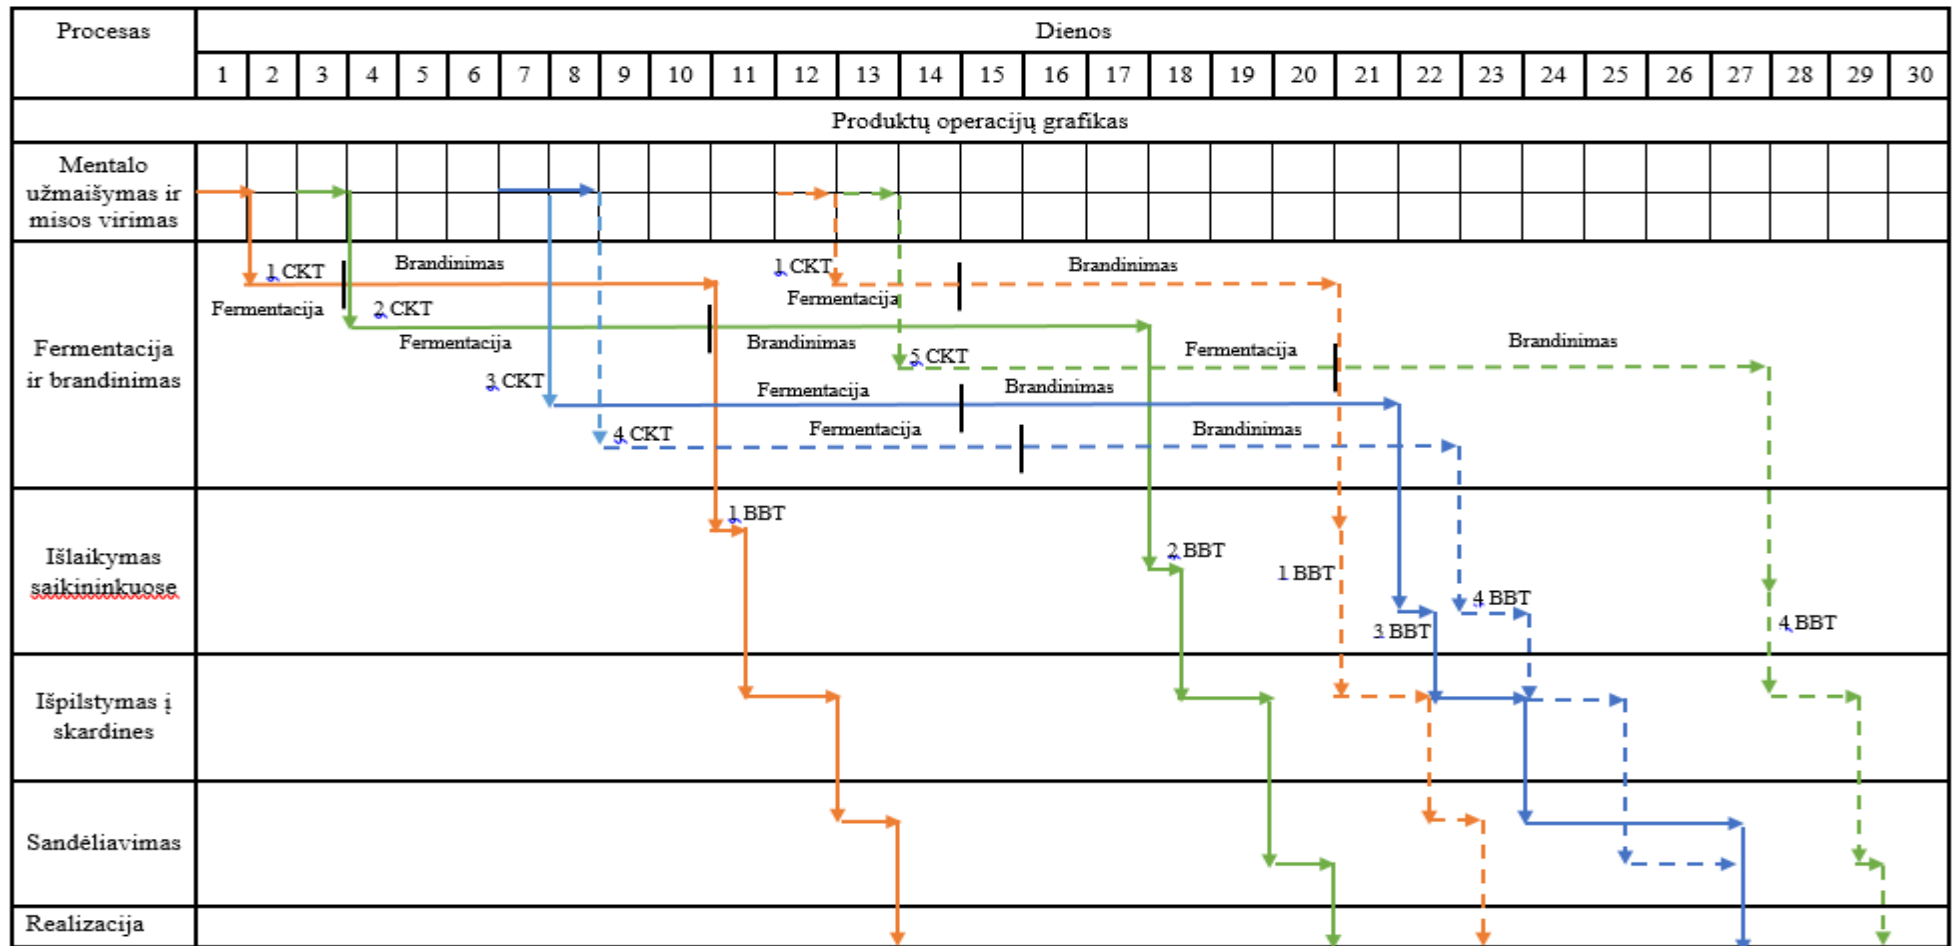 Procesas
Dienos
1 2 3 4 5 6 7 8 9 10 11 12 13 14 15 16 17 18 19 20 21 22 23 24 25 26 27 28 29 30
Produktų operacijų grafikas
Mentalo
užmaišymas ir
misos virimas
Fermentacija
ir brandinimas
1 CKT
Brandinimas
Fermentacija
2 CKT
Fermentacija
Brandinimas
1 CKT
Fermentacija
Brandinimas
5 CKT
Fermentacija
Brandinimas
3 CKT
Fermentacija
Brandinimas
4 CKT
Fermentacija
Brandinimas
Išlaikymas
saikininkuose
1 BBT
2 BBT
1 BBT
4 BBT
3 BBT
4 BBT
Išpilstymas į
skardines
Sandėliavimas
Realizacija